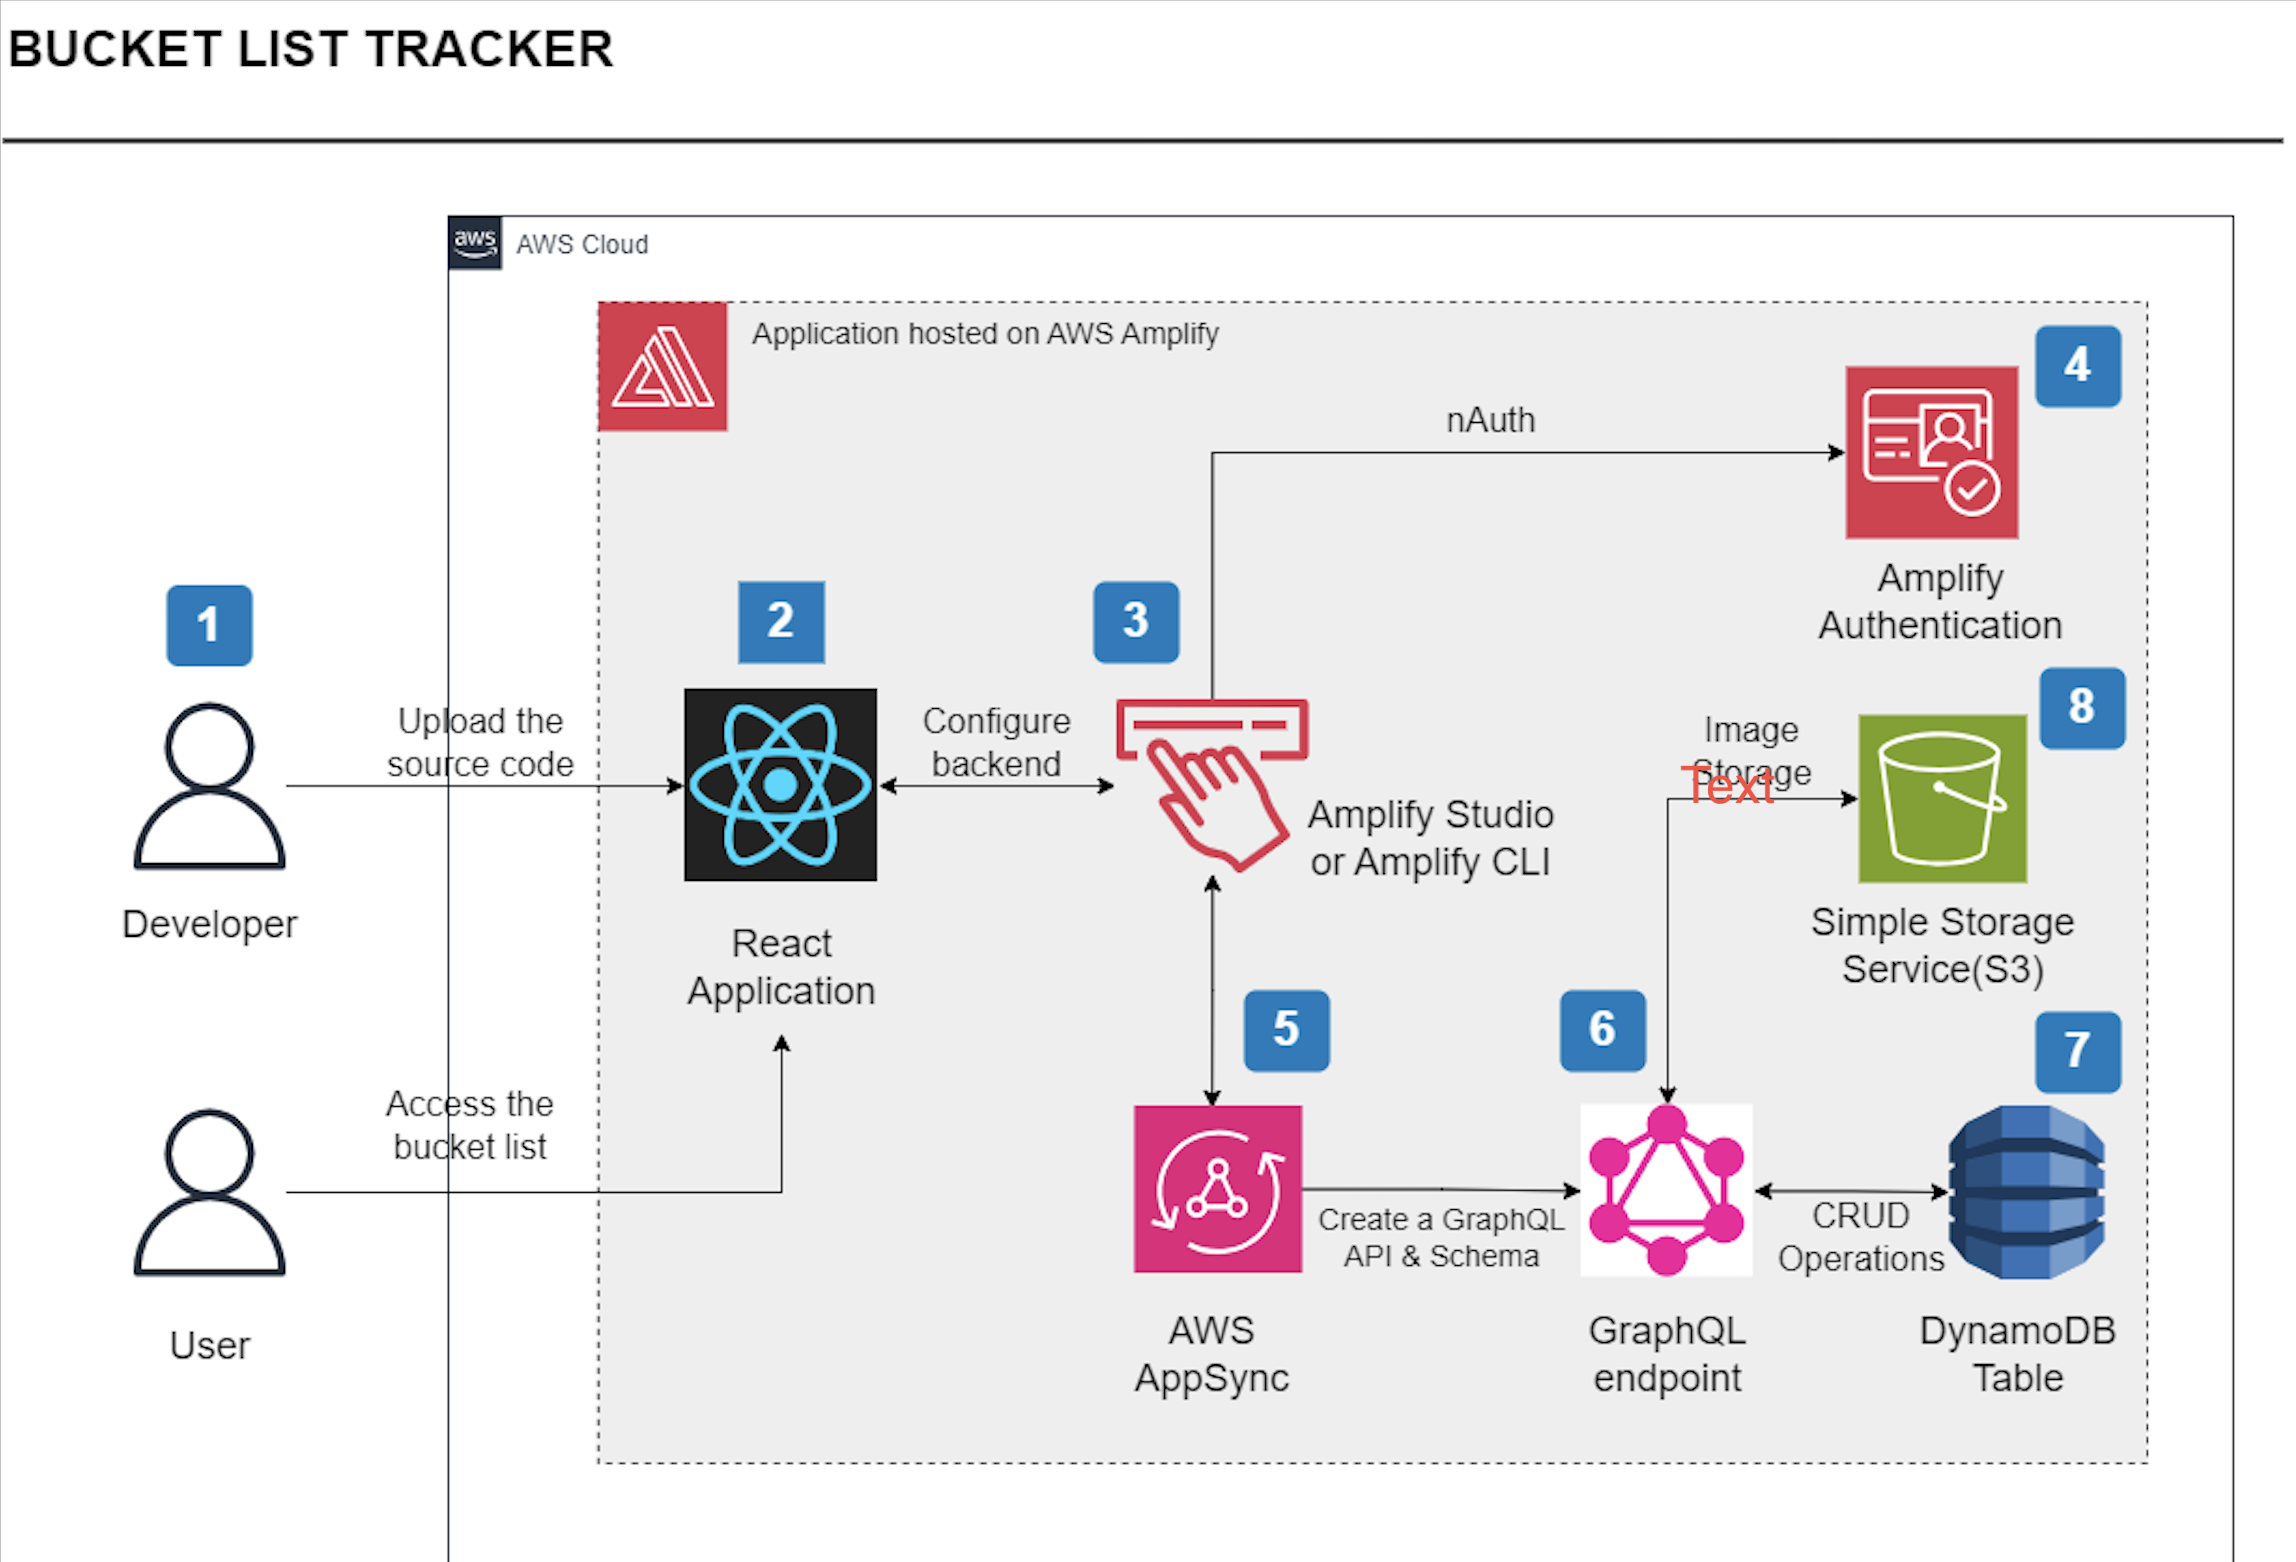 BUCKET LIST TRACKER
aws
AWS Cloud
Application hosted on AWS Amplify
4
nAuth
Amplify
Authentication
1
2
3
8
Upload the
source code
Configure
backend
Image
Storage
Text
Amplify Studio
or Amplify CLI
Developer
React
Application
Simple Storage
Service(S3)
5
6
7
Access the
bucket list
Create a GraphQL
API & Schema
CRUD
Operations
User
AWS
AppSync
GraphQL
endpoint
DynamoDB
Table